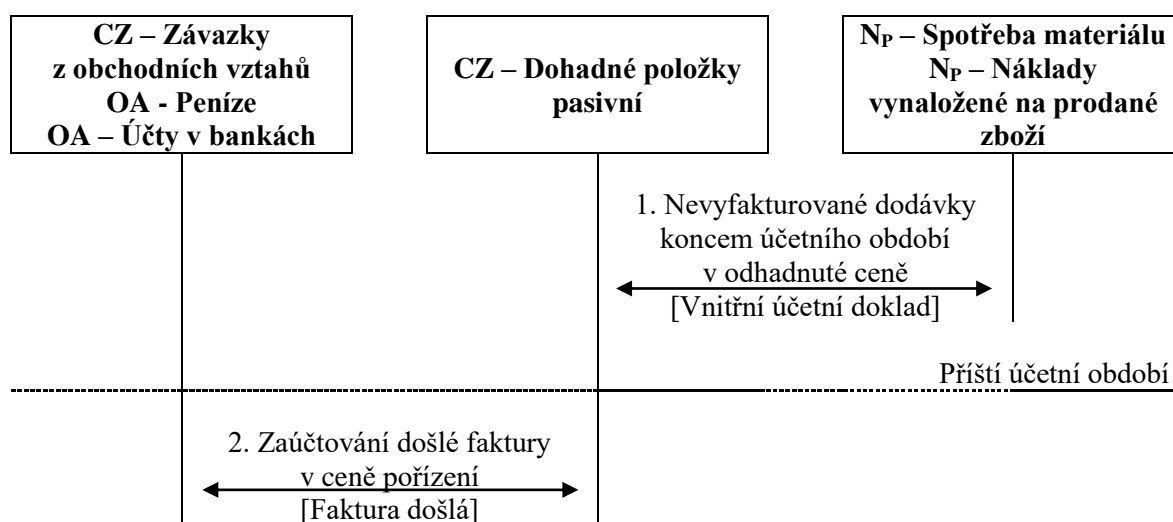 CZ – Závazky
z obchodních vztahů
OA - Peníze
OA – Účty v bankách
CZ – Dohadné položky
pasivní
NP – Spotřeba materiálu
NP – Náklady
vynaložené na prodané
zboží
1. Nevyfakturované dodávky
koncem účetního období
v odhadnuté ceně
[Vnitřní účetní doklad]
Příští účetní období
2. Zaúčtování došlé faktury
v ceně pořízení
[Faktura došlá]